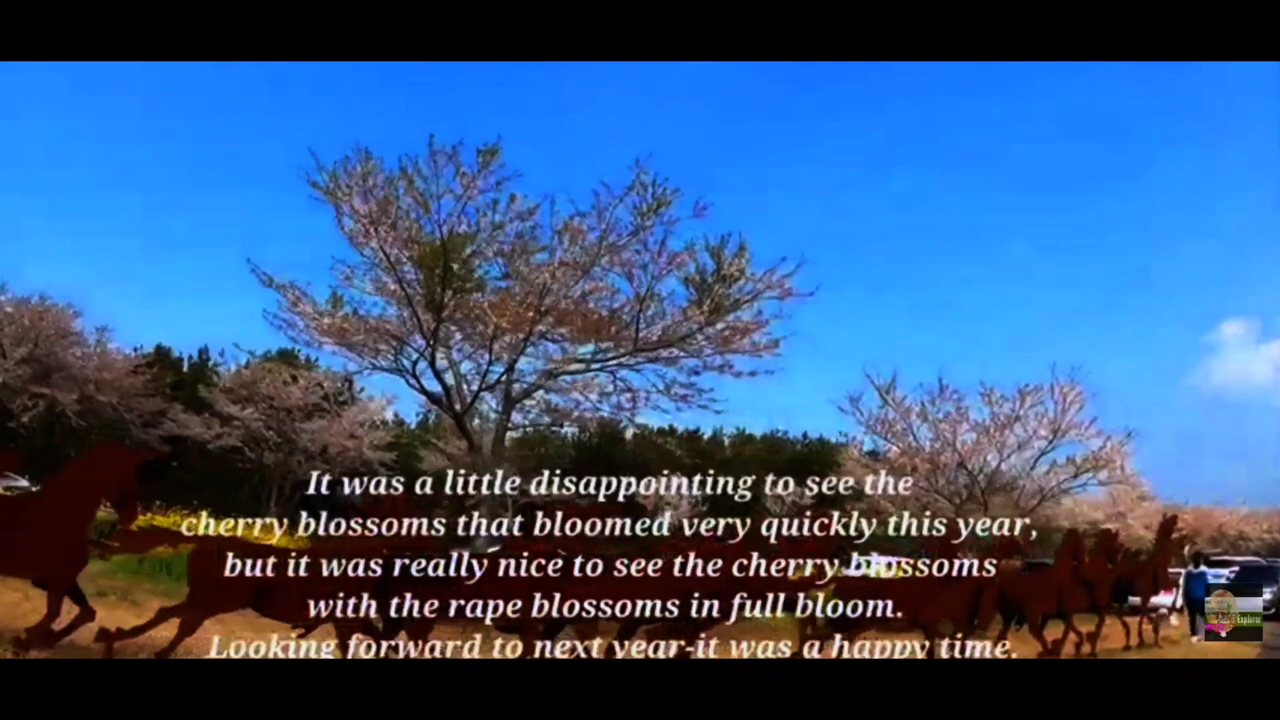 It was a little disappointing to see the
cherry blossoms that bloomed very quickly this year,
but it was really nice to see the cherry blossoms
with the rape blossoms in full bloom.
Looking forward to next year-it was a happy time.
Explorer